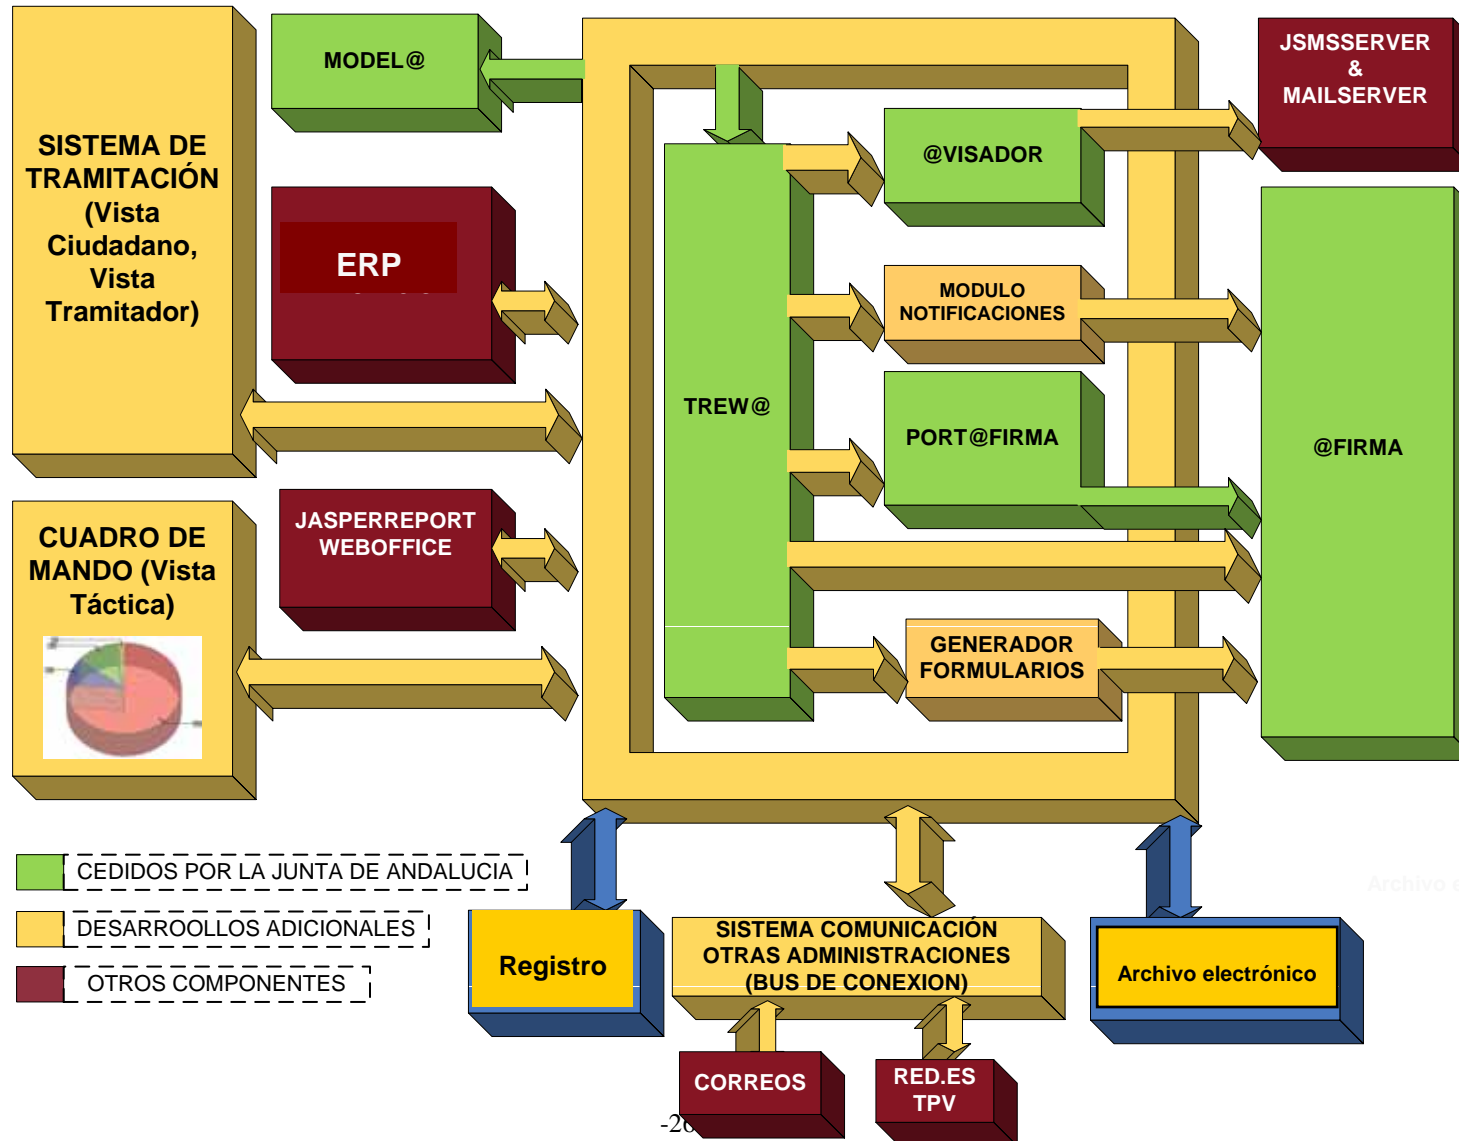 SISTEMA DE
TRAMITACIÓN
(Vista
Ciudadano,
Vista
Tramitador)
MODEL@
ERP
JSMSSERVER
&
MAILSERVER
@VISADOR
MODULO
NOTIFICACIONES
TREW@
PORT@FIRMA
@FIRMA
CUADRO DE
MANDO (Vista
Táctica)
JASPERREPORT
WEBOFFICE
GENERADOR
FORMULARIOS
CEDIDOS POR LA JUNTA DE ANDALUCIA
DESARROOLLOS ADICIONALES
OTROS COMPONENTES
Registro
SISTEMA COMUNICACIÓN
OTRAS ADMINISTRACIONES
(BUS DE CONEXION)
Archivo electrónico
Archivo e
CORREOS
RED.ES
TPV